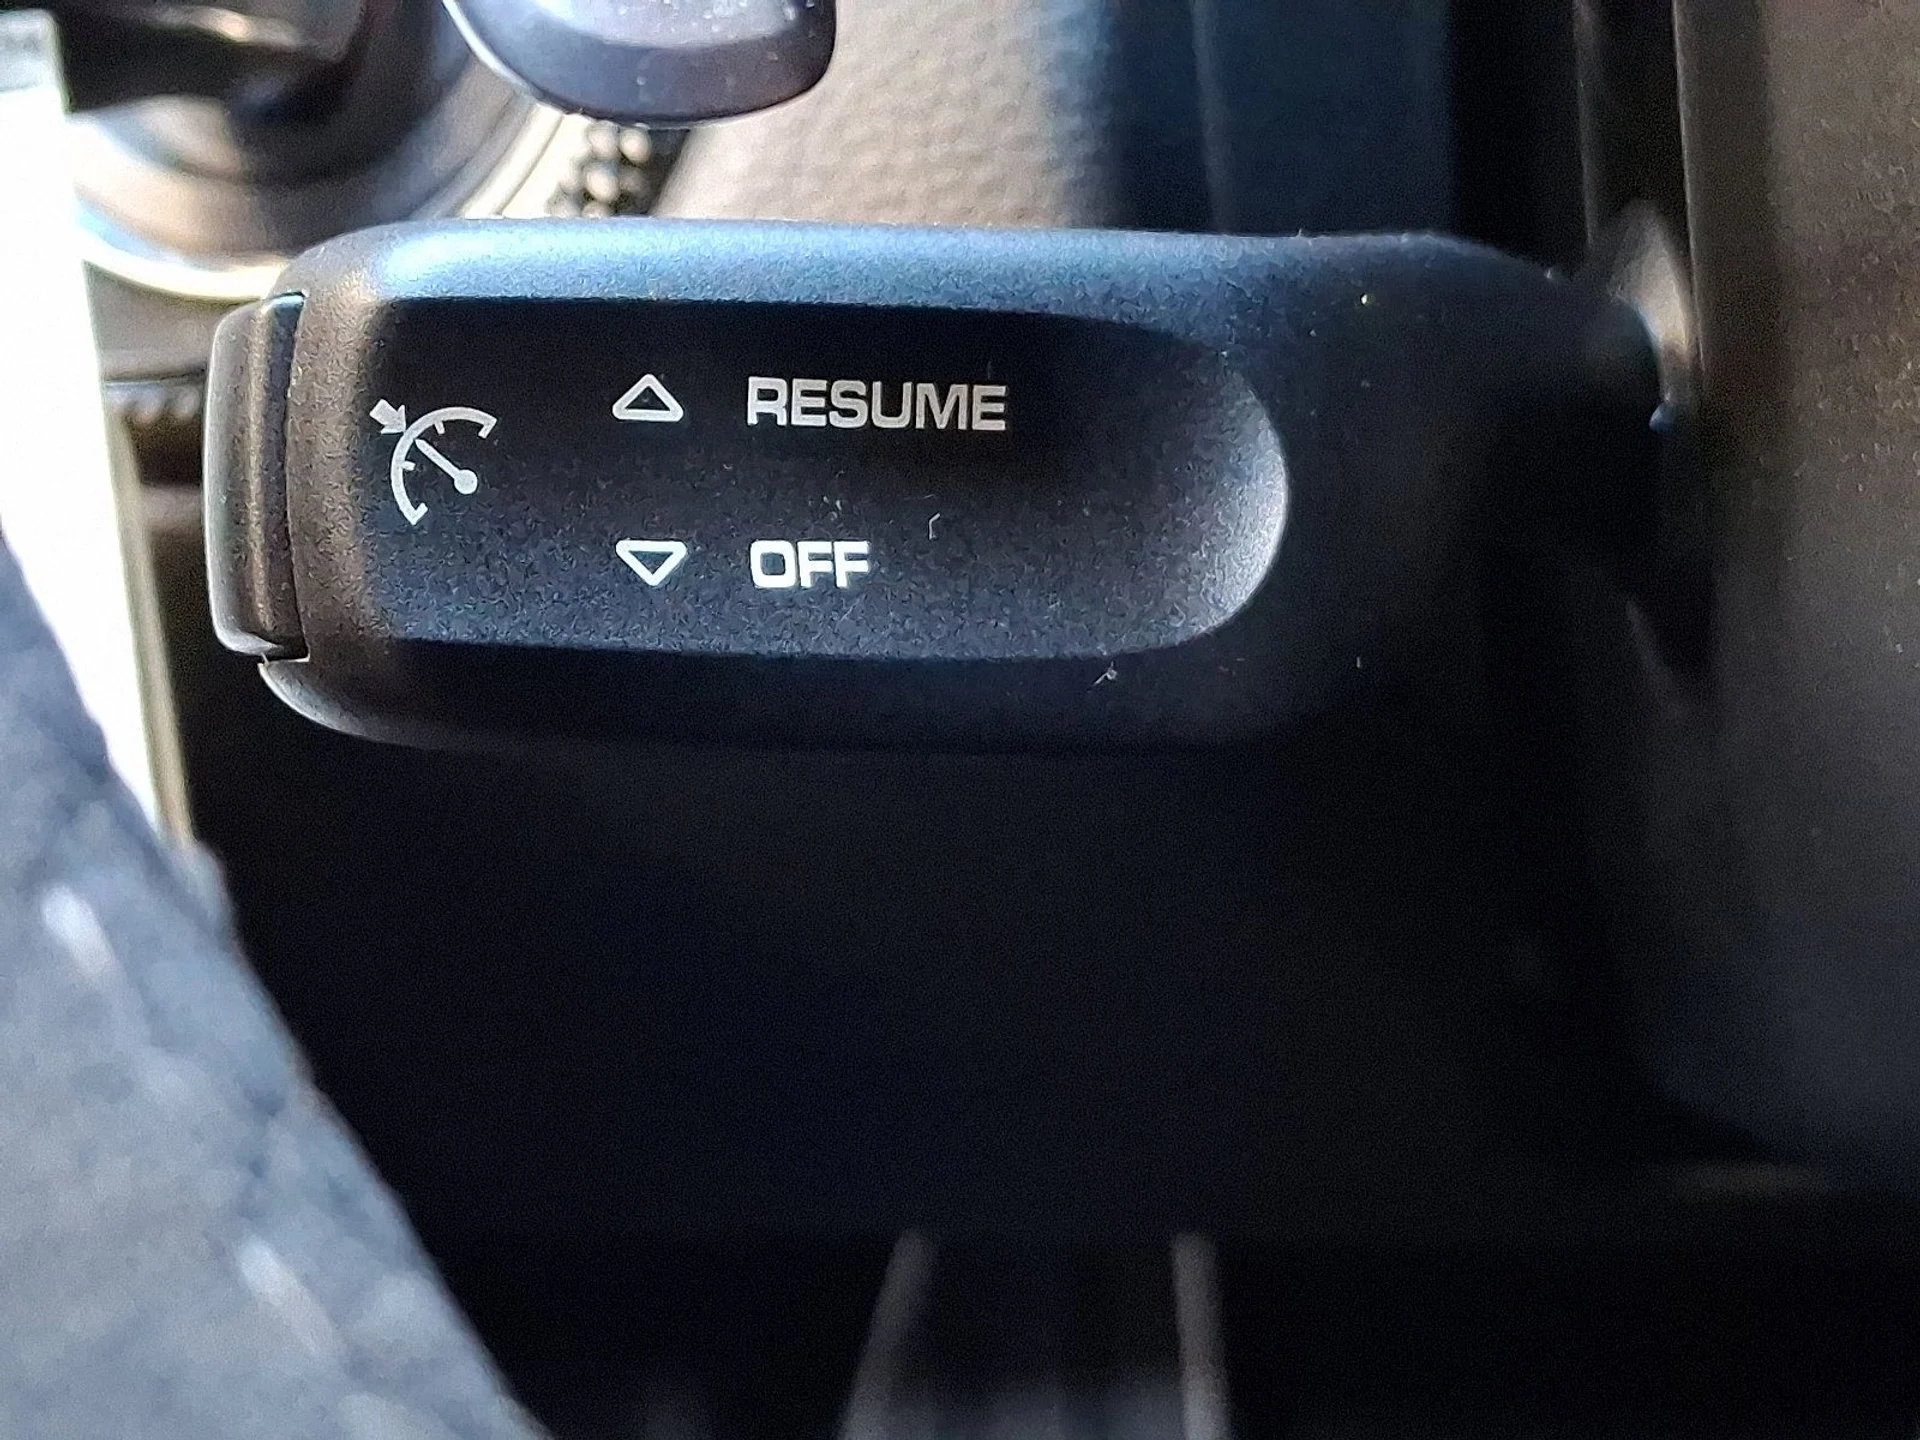 △ RESUME
▽ OFF